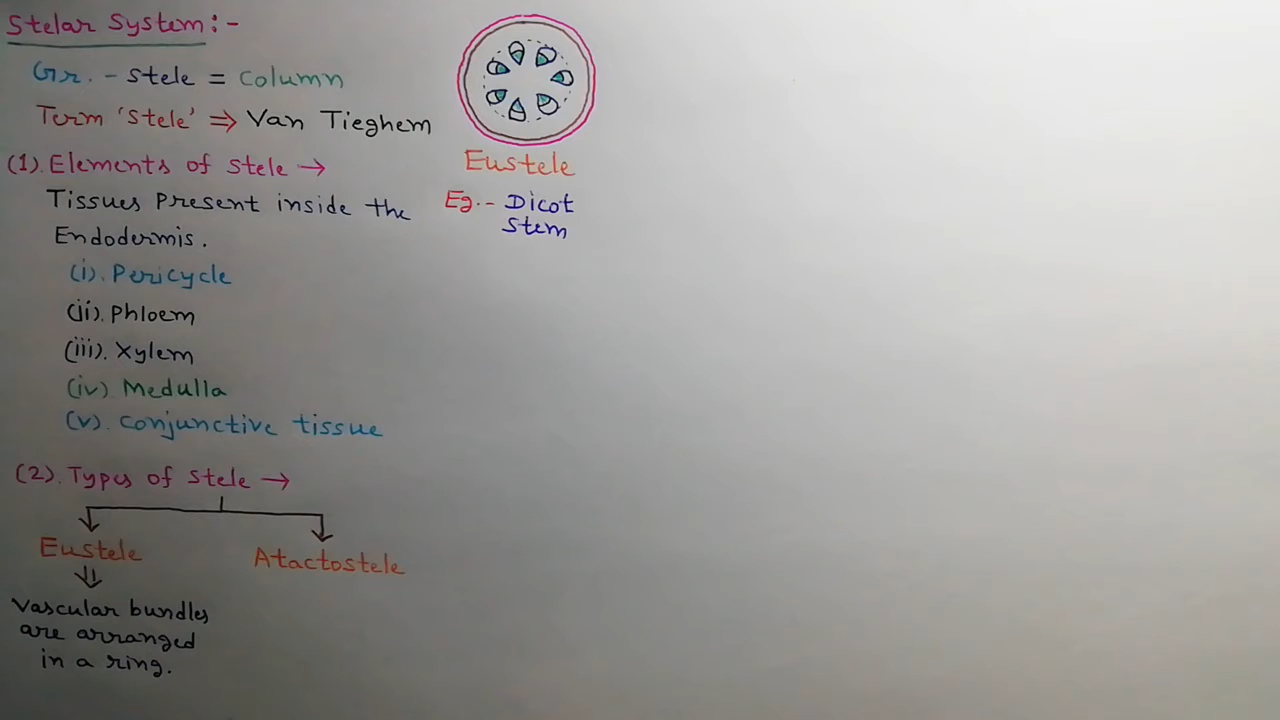 Stelar System:-
Gr. - stele = column
Term 'stele' ⇒ Van Tieghem
(1). Elements of stele →
Tissues present inside the
Endodermis.
(i). Pericycle
(ii). Phloem
(iii). Xylem
(iv) Medulla
(v). conjunctive tissue
(2). Types of stele →
Eustele
Atactostele
⇓
Vascular bundles
are arranged
in a ring.
Eustele
Eg.- Dicot
Stem